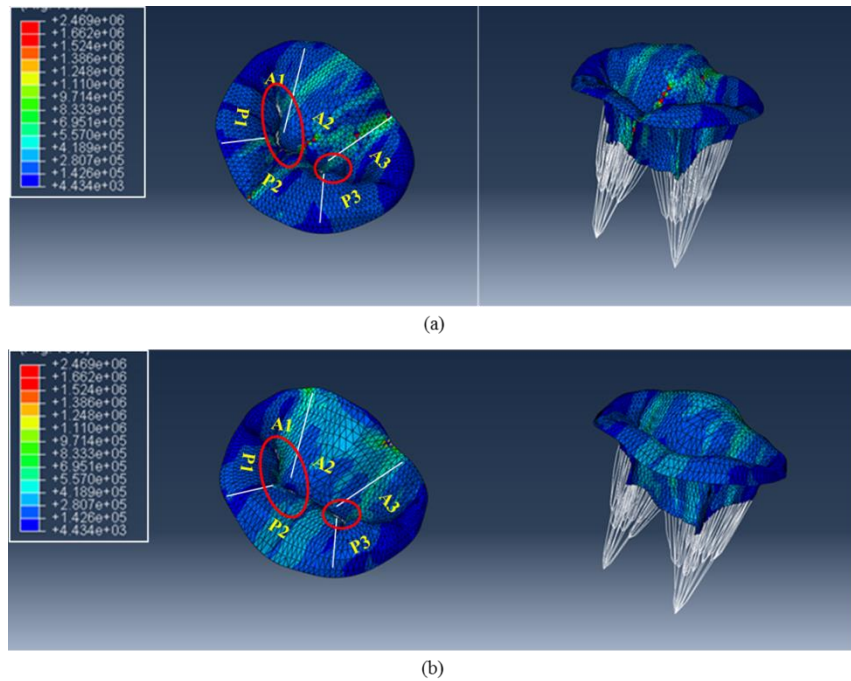 +2.469e+06
+1.662e+06
+1.524e+06
+1.386e+06
+1.248e+06
+1.110e+06
+9.714e+05
+8.333e+05
+6.951e+05
+5.570e+05
+4.189e+05
+2.807e+05
+1.426e+05
+4.434e+03
A1
P1
A2
A3
P2
P3
(a)
+2.469e+06
+1.662e+06
+1.524e+06
+1.386e+06
+1.248e+06
+1.110e+06
+9.714e+05
+8.333e+05
+6.951e+05
+5.570e+05
+4.189e+05
+2.807e+05
+1.426e+05
+4.434e+03
A1
P1
A2
A3
P2
P3
(b)